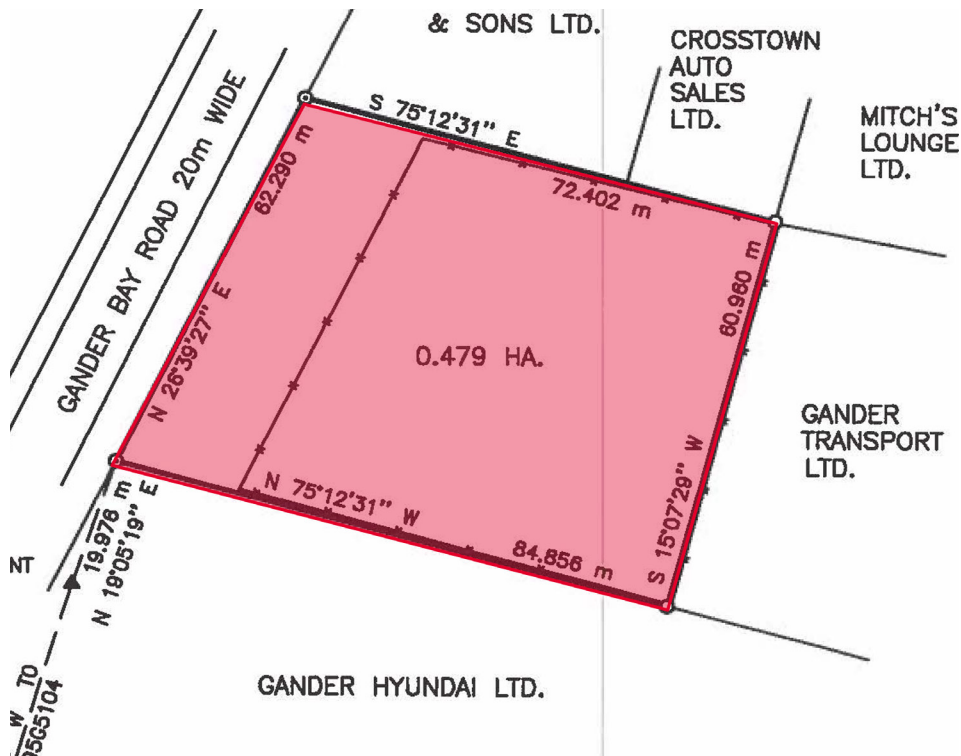 & SONS LTD.
CROSSTOWN
AUTO
SALES
LTD.
MITCH'S
LOUNGE
LTD.
GANDER BAY ROAD 20m WIDE
S 75°12'31" E
72.402 m
62.290 m
N 26°39'27" E
60.960 m
S 15°07'29" W
0.479 HA.
GANDER
TRANSPORT
LTD.
N 75°12'31" W
84.856 m
19.976 m
N 19°05'19" E
NT
GANDER HYUNDAI LTD.
W TO
05G5104